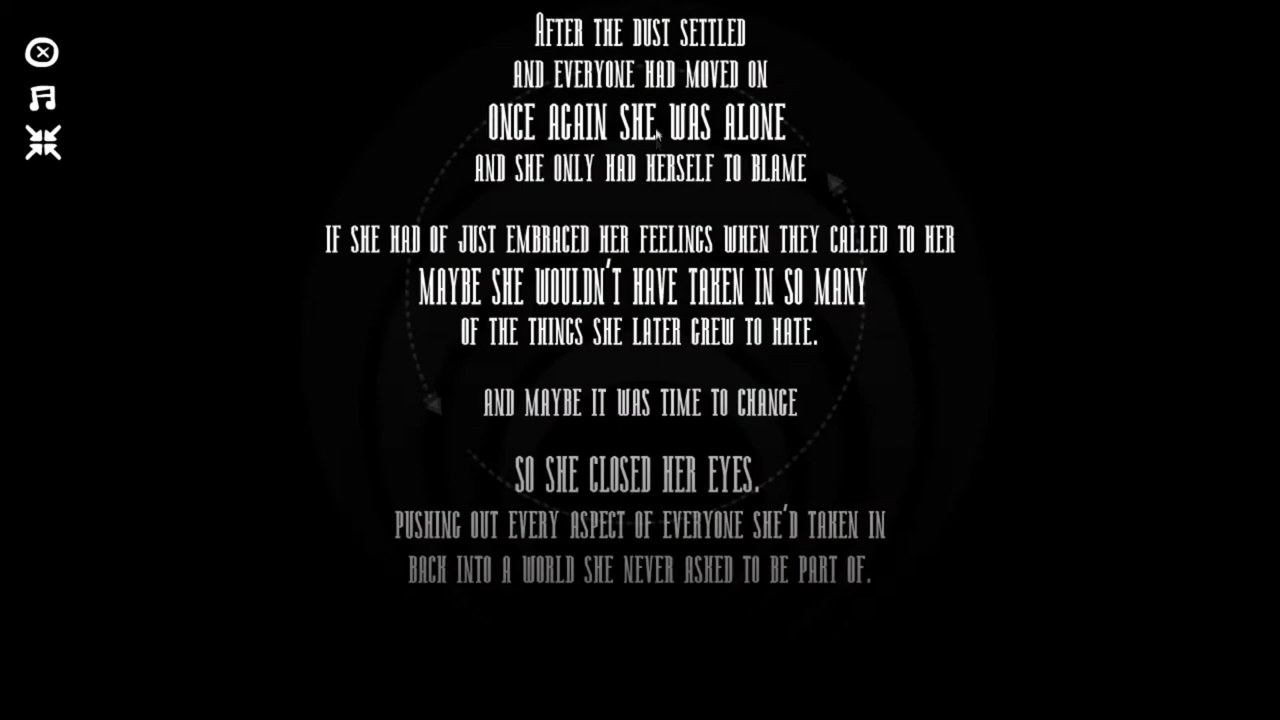 After the dust settled
and everyone had moved on
once again she was alone
and she only had herself to blame
if she had of just embraced her feelings when they called to her
maybe she wouldn't have taken in so many
of the things she later grew to hate.
and maybe it was time to change
so she closed her eyes.
pushing out every aspect of everyone she'd taken in
back into a world she never asked to be part of.